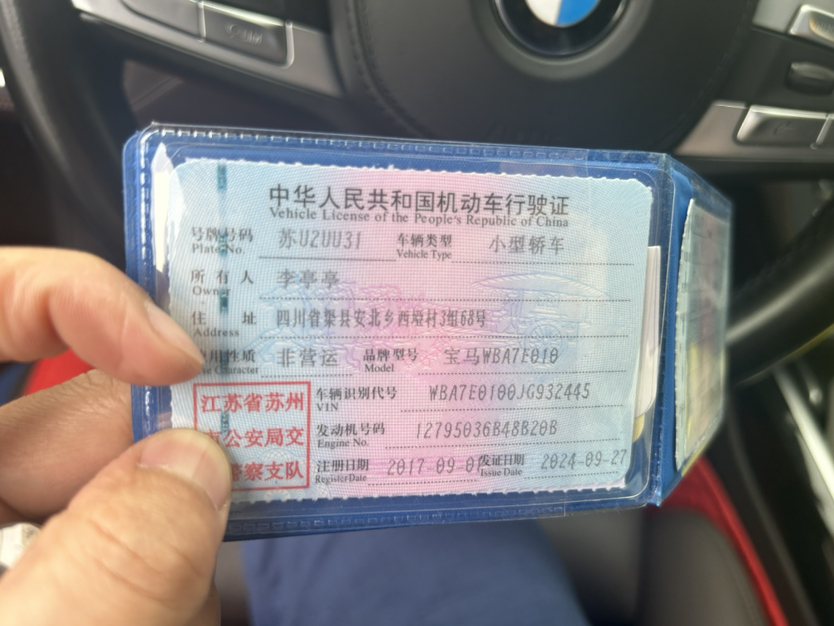 中华人民共和国机动车行驶证
Vehicle License of the People's Republic of China
号牌号码 苏U2UU31 车辆类型 小型轿车
Plate No. Vehicle Type
所有人 李亭亭
Owner
住址 四川省渠县安北乡西垭村3组68号
Address
用性质 非营运 品牌型号 宝马WBA7E010
Character Model
江苏省苏州
公安局交
警察支队
车辆识别代号 WBA7E0100JG932445
VIN
发动机号码 12795036B48B20B
Engine No.
注册日期 2017-09-0 发证日期 2024-09-27
Register Date Issue Date